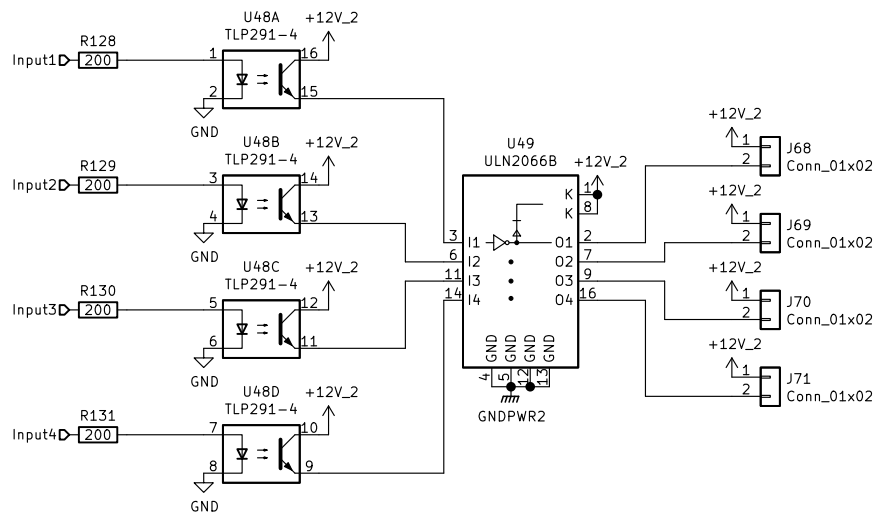 U48A
TLP291-4
+12V_2
R128
Input1
200
1
16
2
15
GND
U48B
TLP291-4
+12V_2
R129
Input2
200
3
14
4
13
GND
U48C
TLP291-4
+12V_2
R130
Input3
200
5
12
6
11
GND
U48D
TLP291-4
+12V_2
R131
Input4
200
7
10
8
9
GND
U49
ULN2066B
+12V_2
K 1
K 8
3 I1 O1 2
6 I2 O2 7
11 I3 O3 9
14 I4 O4 16
GND GND GND GND
4 5 12 13
GNDPWR2
+12V_2
1
2
J68
Conn_01x02
+12V_2
1
2
J69
Conn_01x02
+12V_2
1
2
J70
Conn_01x02
+12V_2
1
2
J71
Conn_01x02